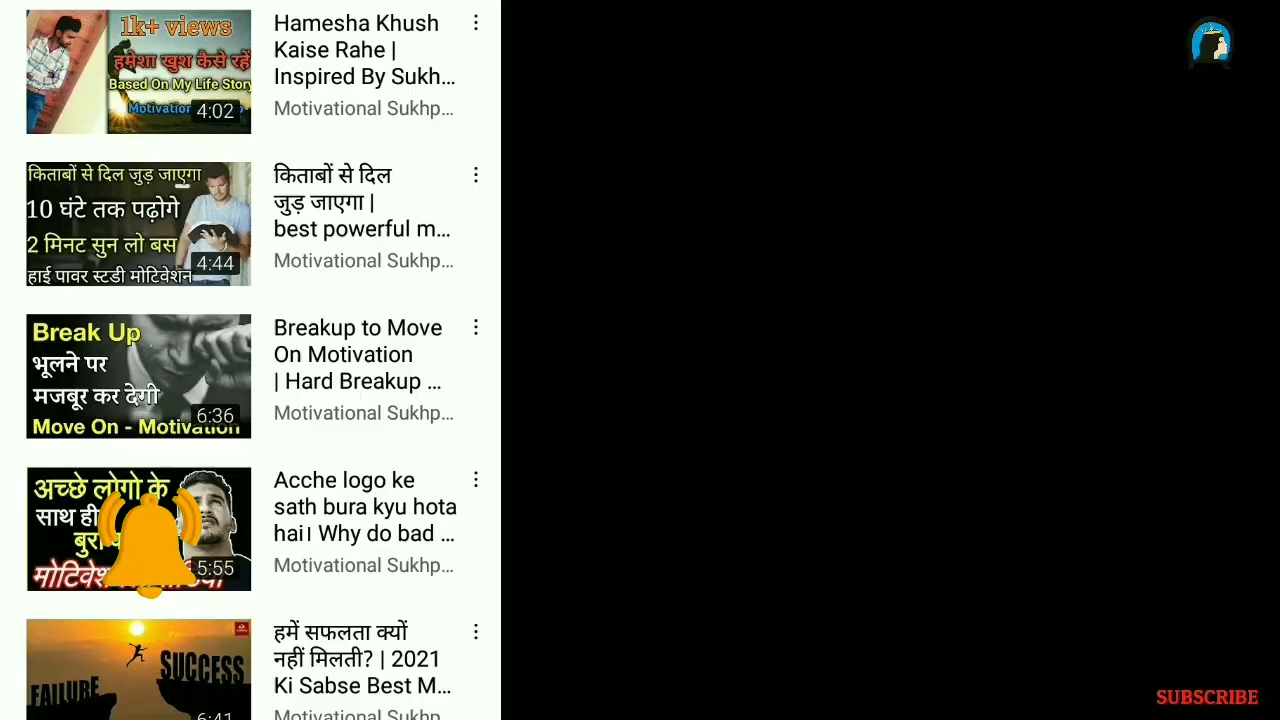 1k+ views
हमेशा खुश कैसे रहें
Based On My Life Story
4:02
Hamesha Khush
Kaise Rahe |
Inspired By Sukh...
Motivational Sukhp...
किताबों से दिल जुड़ जाएगा
10 घंटे तक पढ़ोगे
2 मिनट सुन लो बस
हाई पावर स्टडी मोटिवेशन
4:44
किताबों से दिल
जुड़ जाएगा |
best powerful m...
Motivational Sukhp...
Break Up
भूलने पर
मजबूर कर देगी
Move On - Motivation
6:36
Breakup to Move
On Motivation
| Hard Breakup ...
Motivational Sukhp...
अच्छे लोगो के
साथ ही
5:55
Acche logo ke
sath bura kyu hota
hai। Why do bad ...
Motivational Sukhp...
FAILURE
SUCCESS
6:41
हमें सफलता क्यों
नहीं मिलती? | 2021
Ki Sabse Best M...
Motivational Sukhp
SUBSCRIBE